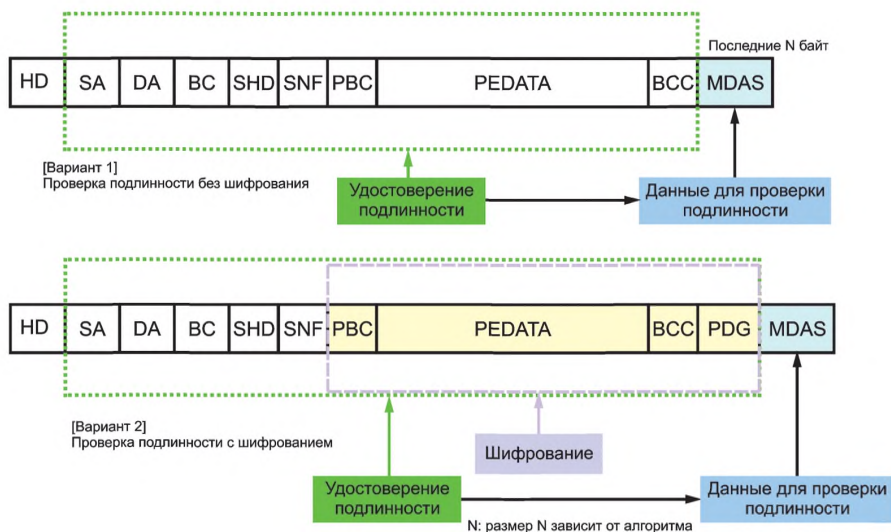 Последние N байт
HD SA DA BC SHD SNF PBC PEDATA BCC MDAS
[Вариант 1]
Проверка подлинности без шифрования
Удостоверение
подлинности
Данные для проверки
подлинности
HD SA DA BC SHD SNF PBC PEDATA BCC PDG MDAS
[Вариант 2]
Проверка подлинности с шифрованием
Шифрование
Удостоверение
подлинности
Данные для проверки
подлинности
N: размер N зависит от алгоритма